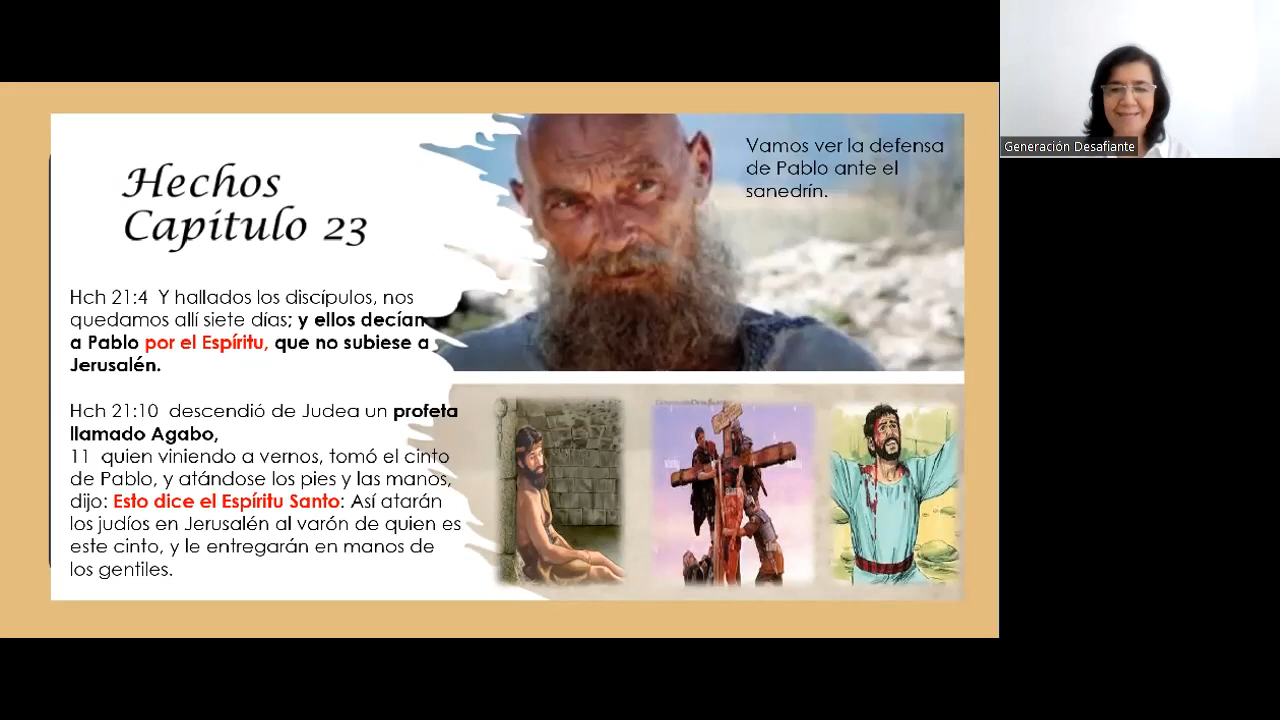 Hechos
Capítulo 23
Vamos ver la defensa
de Pablo ante el
sanedrín.
Hch 21:4 Y hallados los discípulos, nos
quedamos allí siete días; y ellos decían
a Pablo por el Espíritu, que no subiese a
Jerusalén.
Hch 21:10 descendió de Judea un profeta
llamado Agabo,
11 quien viniendo a vernos, tomó el cinto
de Pablo, y atándose los pies y las manos,
dijo: Esto dice el Espíritu Santo: Así atarán
los judíos en Jerusalén al varón de quien es
este cinto, y le entregarán en manos de
los gentiles.
Generación Desafiante